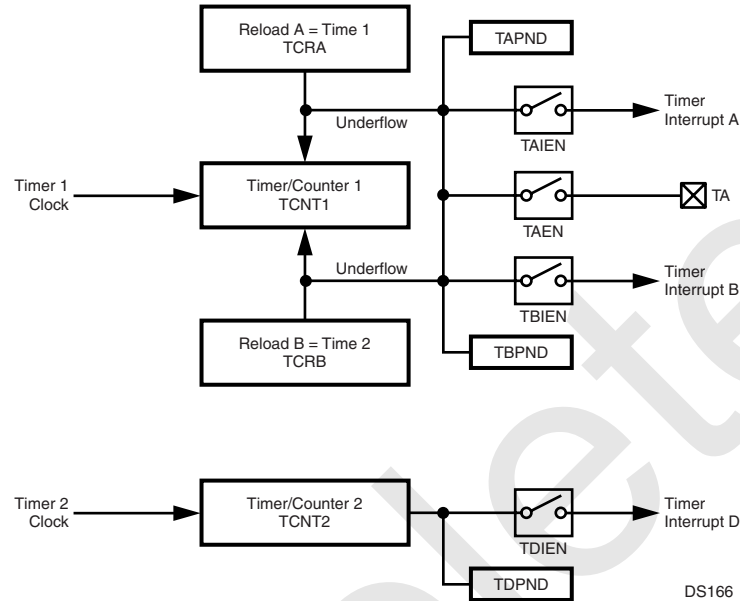 Reload A = Time 1
TCRA
TAPND
Underflow
TAIEN
Timer
Interrupt A
Timer 1
Clock
Timer/Counter 1
TCNT1
TAEN
TA
Underflow
TBIEN
Timer
Interrupt B
Reload B = Time 2
TCRB
TBPND
Timer 2
Clock
Timer/Counter 2
TCNT2
TDIEN
Timer
Interrupt D
TDPND
DS166